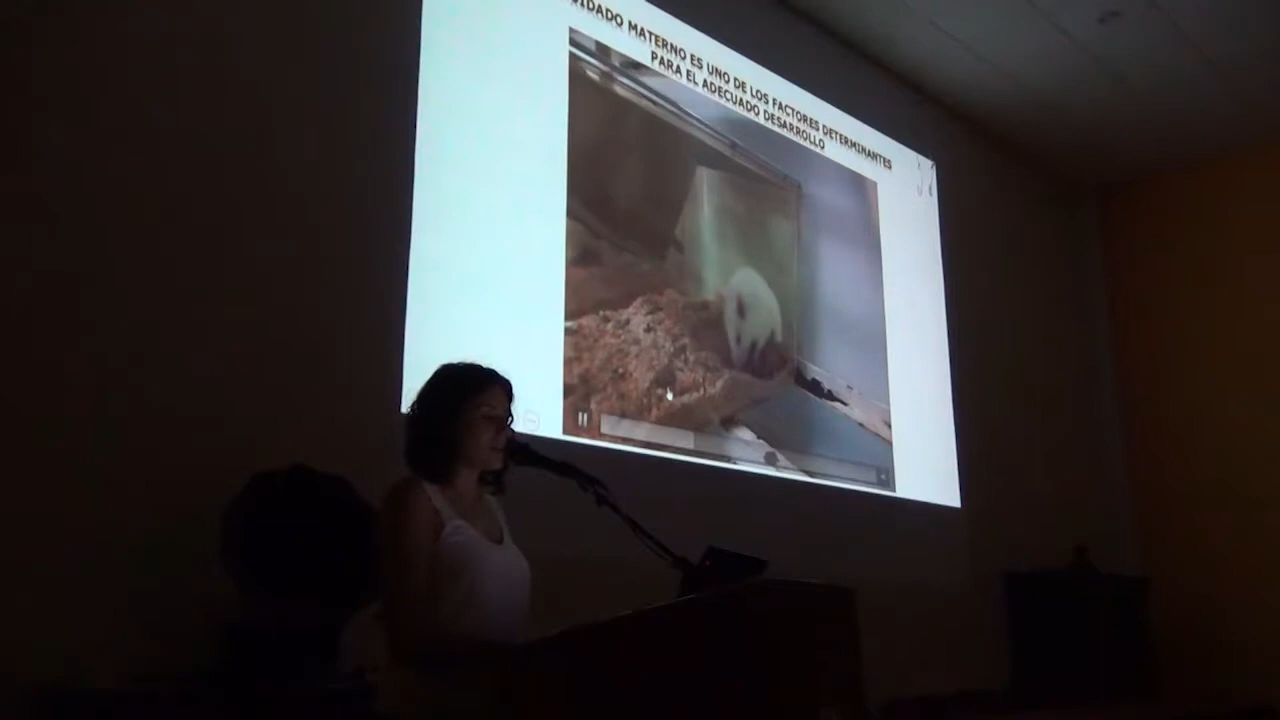 IDADO MATERNO ES UNO DE LOS FACTORES DETERMINANTES
PARA EL ADECUADO DESARROLLO